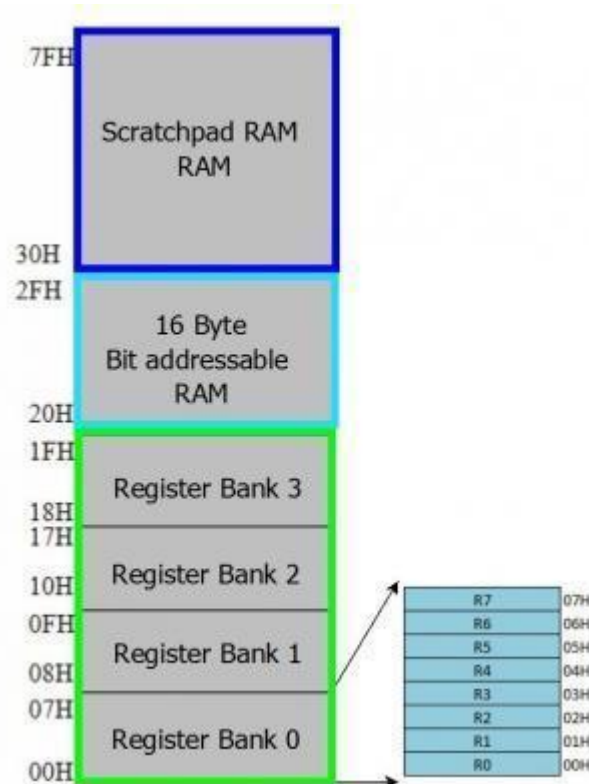 7FH
Scratchpad RAM
RAM
30H
2FH
16 Byte
Bit addressable
RAM
20H
1FH
Register Bank 3
18H
17H
Register Bank 2
10H
0FH
Register Bank 1
08H
07H
Register Bank 0
00H
R7 07H
R6 06H
R5 05H
R4 04H
R3 03H
R2 02H
R1 01H
R0 00H